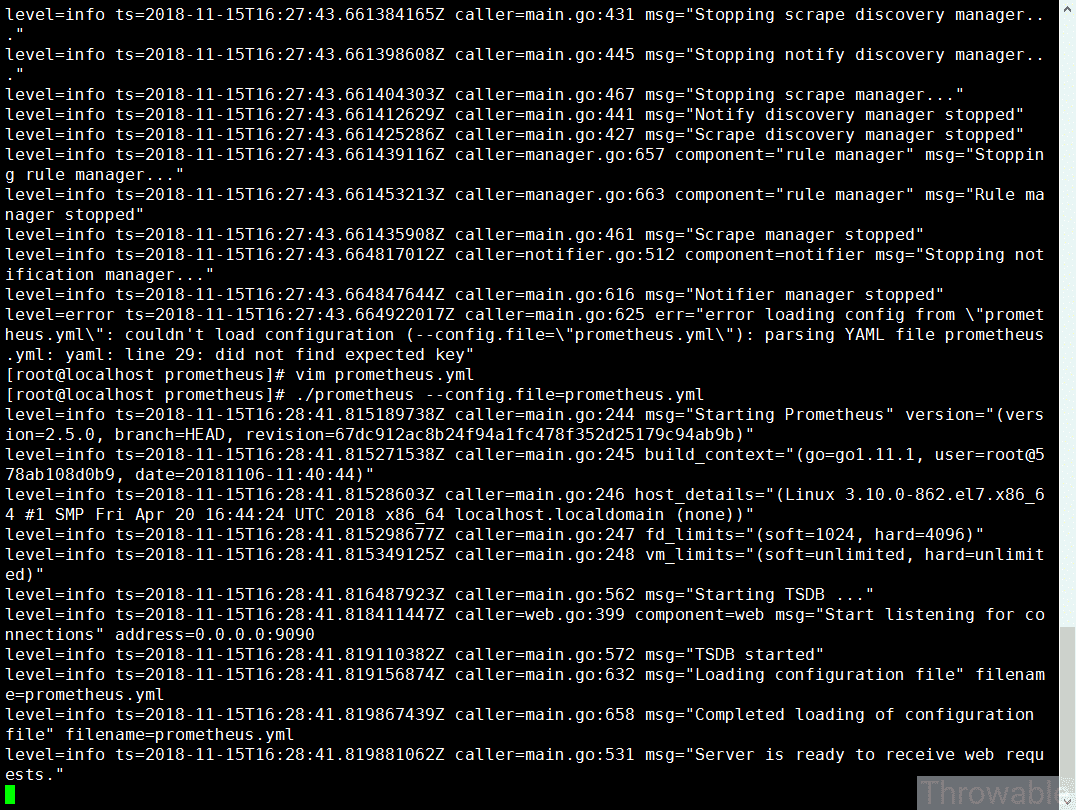 level=info ts=2018-11-15T16:27:43.661384165Z caller=main.go:431 msg="Stopping scrape discovery manager..
."
level=info ts=2018-11-15T16:27:43.661398608Z caller=main.go:445 msg="Stopping notify discovery manager..
."
level=info ts=2018-11-15T16:27:43.661404303Z caller=main.go:467 msg="Stopping scrape manager..."
level=info ts=2018-11-15T16:27:43.661412629Z caller=main.go:441 msg="Notify discovery manager stopped"
level=info ts=2018-11-15T16:27:43.661425286Z caller=main.go:427 msg="Scrape discovery manager stopped"
level=info ts=2018-11-15T16:27:43.661439116Z caller=manager.go:657 component="rule manager" msg="Stoppin
g rule manager..."
level=info ts=2018-11-15T16:27:43.661453213Z caller=manager.go:663 component="rule manager" msg="Rule ma
nager stopped"
level=info ts=2018-11-15T16:27:43.661435908Z caller=main.go:461 msg="Scrape manager stopped"
level=info ts=2018-11-15T16:27:43.664817012Z caller=notifier.go:512 component=notifier msg="Stopping not
ification manager..."
level=info ts=2018-11-15T16:27:43.664847644Z caller=main.go:616 msg="Notifier manager stopped"
level=error ts=2018-11-15T16:27:43.664922017Z caller=main.go:625 err="error loading config from \"promet
heus.yml\": couldn't load configuration (--config.file=\"prometheus.yml\"): parsing YAML file prometheus
.yml: yaml: line 29: did not find expected key"
[root@localhost prometheus]# vim prometheus.yml
[root@localhost prometheus]# ./prometheus --config.file=prometheus.yml
level=info ts=2018-11-15T16:28:41.815189738Z caller=main.go:244 msg="Starting Prometheus" version="(vers
ion=2.5.0, branch=HEAD, revision=67dc912ac8b24f94a1fc478f352d25179c94ab9b)"
level=info ts=2018-11-15T16:28:41.815271538Z caller=main.go:245 build_context="(go=go1.11.1, user=root@5
78ab108d0b9, date=20181106-11:40:44)"
level=info ts=2018-11-15T16:28:41.81528603Z caller=main.go:246 host_details="(Linux 3.10.0-862.el7.x86_6
4 #1 SMP Fri Apr 20 16:44:24 UTC 2018 x86_64 localhost.localdomain (none))"
level=info ts=2018-11-15T16:28:41.815298677Z caller=main.go:247 fd_limits="(soft=1024, hard=4096)"
level=info ts=2018-11-15T16:28:41.815349125Z caller=main.go:248 vm_limits="(soft=unlimited, hard=unlimit
ed)"
level=info ts=2018-11-15T16:28:41.816487923Z caller=main.go:562 msg="Starting TSDB ..."
level=info ts=2018-11-15T16:28:41.818411447Z caller=web.go:399 component=web msg="Start listening for co
nnections" address=0.0.0.0:9090
level=info ts=2018-11-15T16:28:41.819110382Z caller=main.go:572 msg="TSDB started"
level=info ts=2018-11-15T16:28:41.819156874Z caller=main.go:632 msg="Loading configuration file" filenam
e=prometheus.yml
level=info ts=2018-11-15T16:28:41.819867439Z caller=main.go:658 msg="Completed loading of configuration
file" filename=prometheus.yml
level=info ts=2018-11-15T16:28:41.819881062Z caller=main.go:531 msg="Server is ready to receive web requ
ests."
Throwable